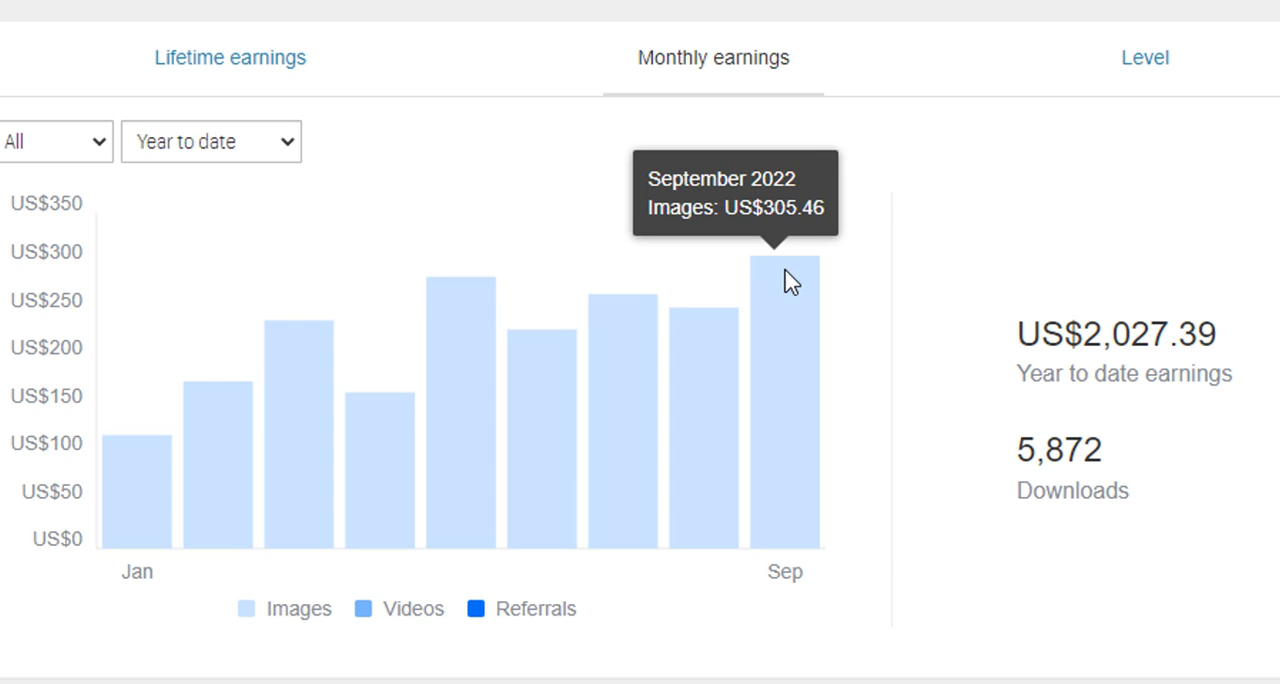 Lifetime earnings
Monthly earnings
Level
All
Year to date
September 2022
Images: US$305.46
US$350
US$300
US$250
US$200
US$150
US$100
US$50
US$0
Jan
Sep
Images
Videos
Referrals
US$2,027.39
Year to date earnings
5,872
Downloads